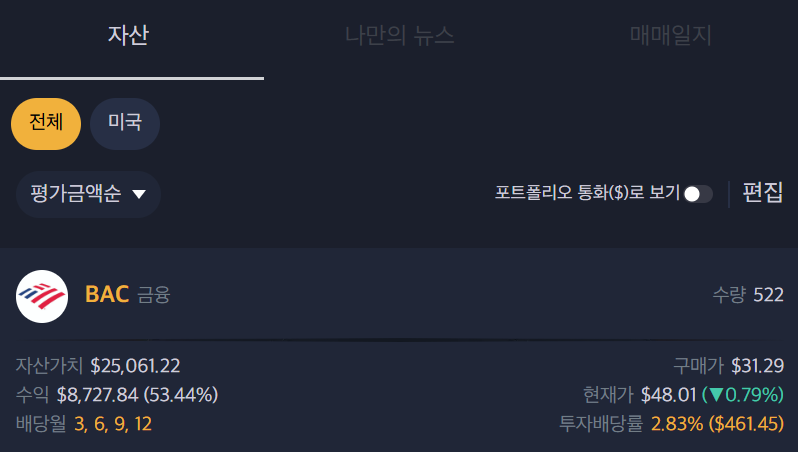 자산 나만의 뉴스 매매일지
전체 미국
평가금액순 포트폴리오 통화($)로 보기 편집
BAC 금융 수량 522
자산가치 $25,061.22 구매가 $31.29
수익 $8,727.84 (53.44%) 현재가 $48.01 (▼0.79%)
배당월 3, 6, 9, 12 투자배당률 2.83% ($461.45)